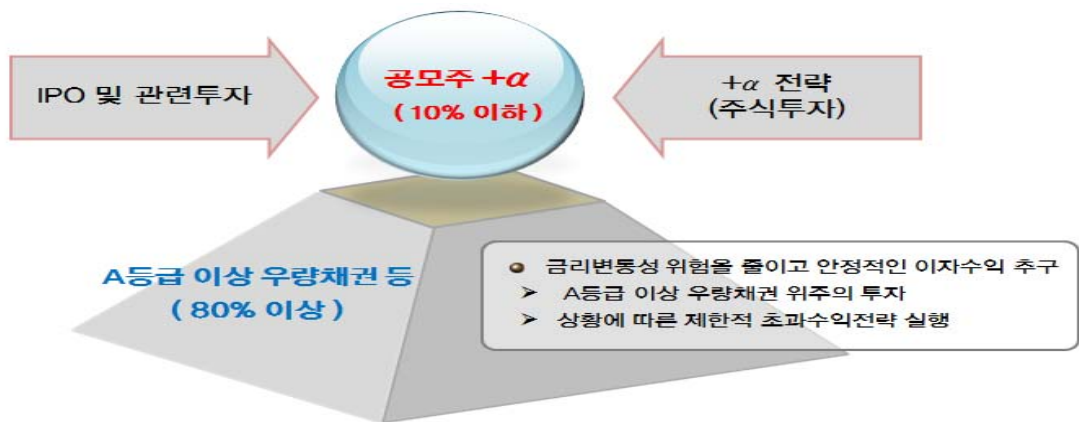 IPO 및 관련투자
공모주 +α
( 10% 이하 )
+α 전략
(주식투자)
A등급 이상 우량채권 등
( 80% 이상 )
● 금리변동성 위험을 줄이고 안정적인 이자수익 추구
➢ A등급 이상 우량채권 위주의 투자
➢ 상황에 따른 제한적 초과수익전략 실행